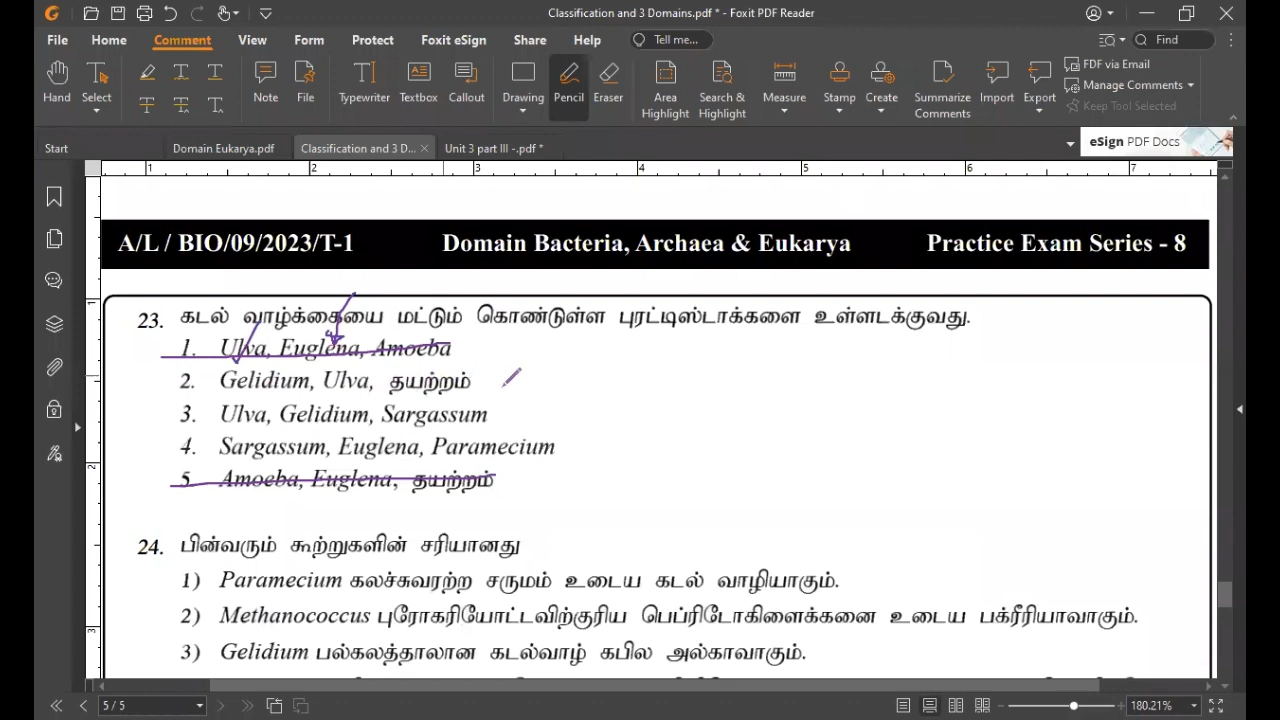 Classification and 3 Domains.pdf * - Foxit PDF Reader
File Home Comment View Form Protect Foxit eSign Share Help Tell me... Find
Hand Select Note File Typewriter Textbox Callout Drawing Pencil Eraser Area Highlight Search & Highlight Measure Stamp Create Summarize Comments Import Export FDF via Email
Manage Comments
Keep Tool Selected
Start Domain Eukarya.pdf Classification and 3 D... Unit 3 part III -.pdf * eSign PDF Docs
1 2 3 4 5 6 7
A/L / BIO/09/2023/T-1 Domain Bacteria, Archaea & Eukarya Practice Exam Series - 8
23. கடல் வாழ்க்கையை மட்டும் கொண்டுள்ள புரட்டிஸ்டாக்களை உள்ளடக்குவது.
1. Ulva, Euglena, Amoeba
2. Gelidium, Ulva, தயற்றம்
3. Ulva, Gelidium, Sargassum
4. Sargassum, Euglena, Paramecium
5. Amoeba, Euglena, தயற்றம்
24. பின்வரும் கூற்றுகளின் சரியானது
1) Paramecium கலச்சுவரற்ற சருமம் உடைய கடல் வாழியாகும்.
2) Methanococcus புரோகரியோட்டவிற்குரிய பெப்ரிடோகிளைக்கனை உடைய பக்ரீரியாவாகும்.
3) Gelidium பல்கலத்தாலான கடல்வாழ் கபில அல்காவாகும்.
5 / 5 180.21%